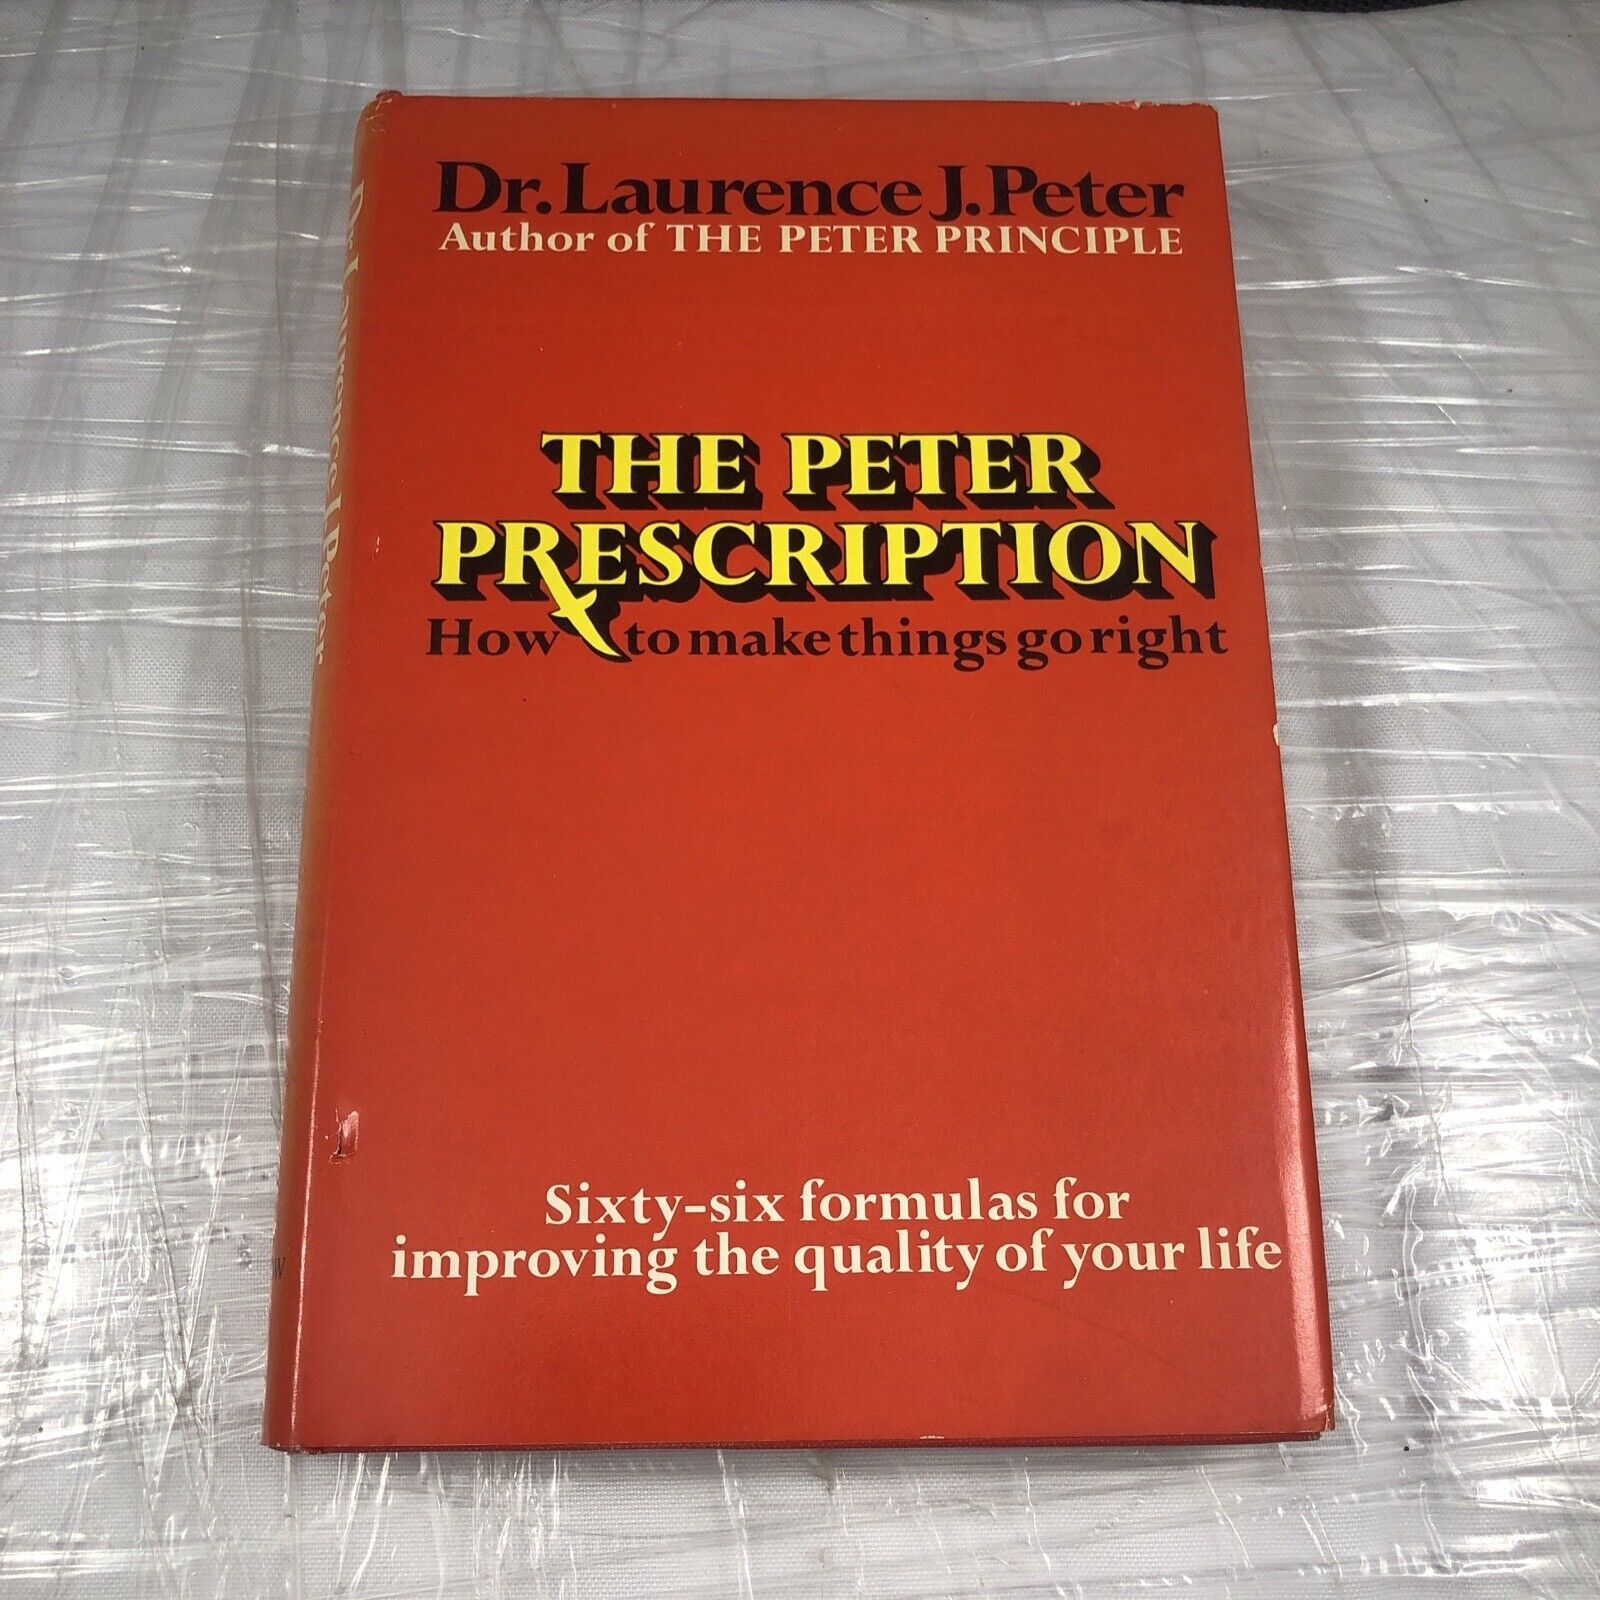 Dr. Laurence J. Peter
Author of THE PETER PRINCIPLE
THE PETER
PRESCRIPTION
How to make things go right
Sixty-six formulas for
improving the quality of your life
Dr. Laurence J. Peter